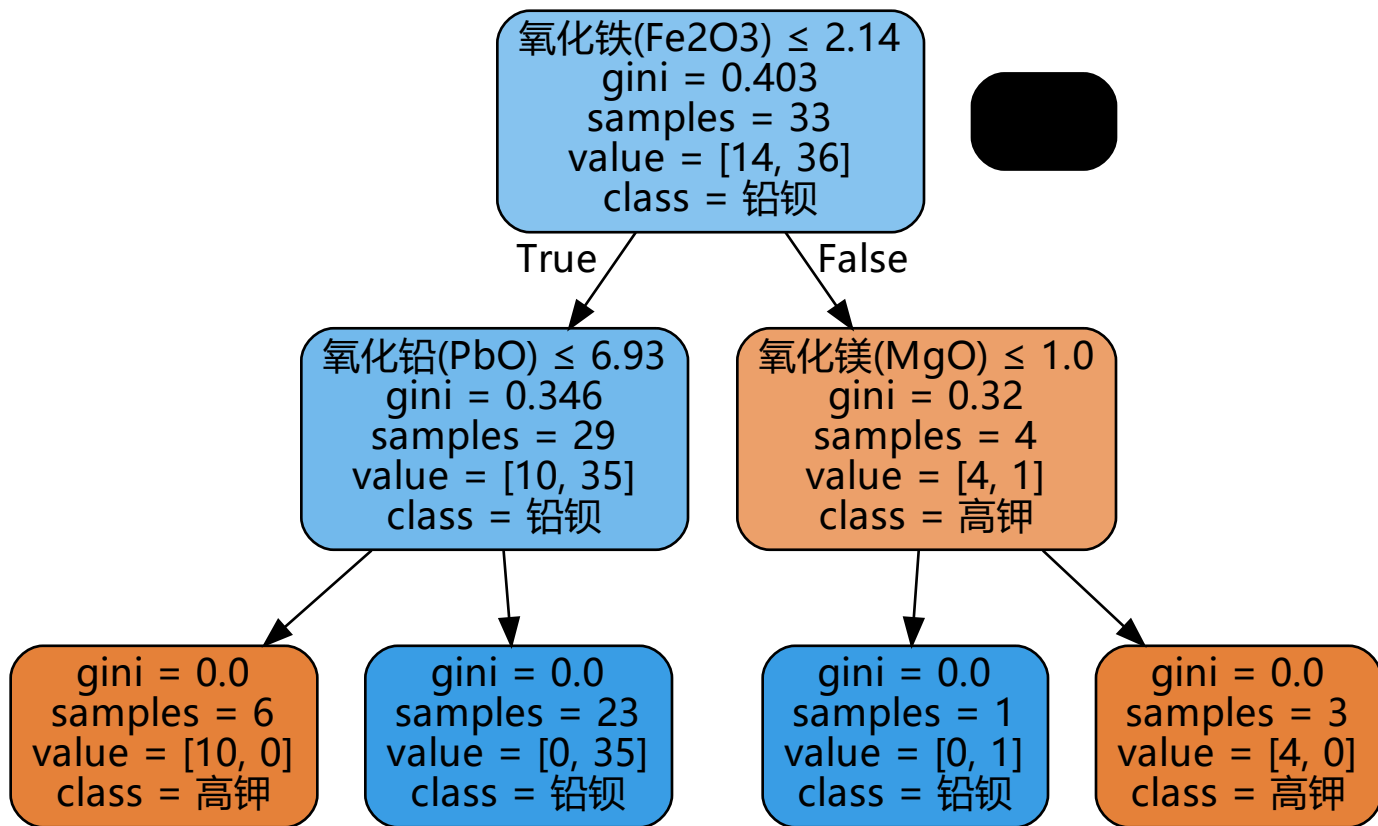 氧化铁(Fe2O3) ≤ 2.14
gini = 0.403
samples = 33
value = [14, 36]
class = 铅钡
True
False
氧化铅(PbO) ≤ 6.93
gini = 0.346
samples = 29
value = [10, 35]
class = 铅钡
氧化镁(MgO) ≤ 1.0
gini = 0.32
samples = 4
value = [4, 1]
class = 高钾
gini = 0.0
samples = 6
value = [10, 0]
class = 高钾
gini = 0.0
samples = 23
value = [0, 35]
class = 铅钡
gini = 0.0
samples = 1
value = [0, 1]
class = 铅钡
gini = 0.0
samples = 3
value = [4, 0]
class = 高钾